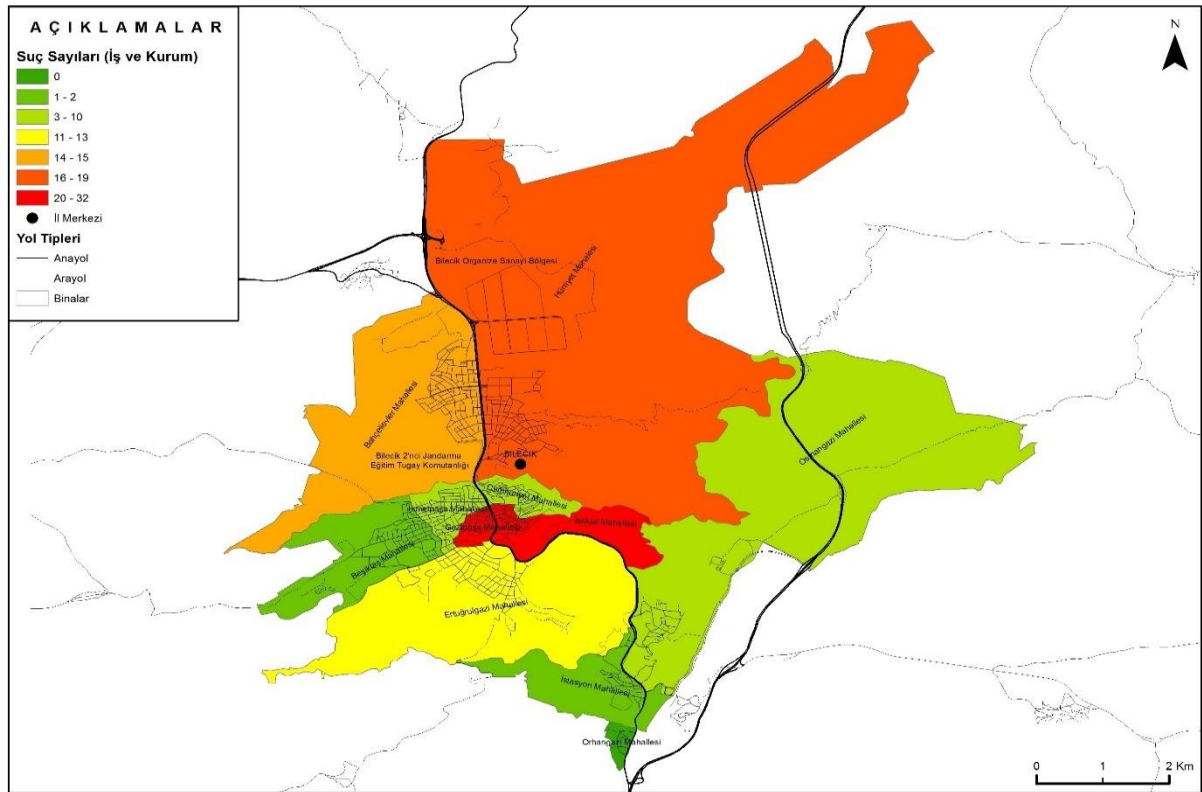 A Ç I K L A M A L A R
Suç Sayıları (İş ve Kurum)
0
1 - 2
3 - 10
11 - 13
14 - 15
16 - 19
20 - 32
İl Merkezi
Yol Tipleri
Anayol
Arayol
Binalar
N
Bilecik Organize Sanayi Bölgesi
Hürriyet Mahallesi
Bahçelievler Mahallesi
Bilecik 2'nci Jandarma
Eğitim Tugay Komutanlığı
BİLECİK
Osmangazi Mahallesi
Cumhuriyet Mahallesi
İsmetpaşa Mahallesi
Gazipaşa Mahallesi
İstiklal Mahallesi
Beşiktaş Mahallesi
Ertuğrulgazi Mahallesi
İstasyon Mahallesi
Orhangazi Mahallesi
0 1 2 Km